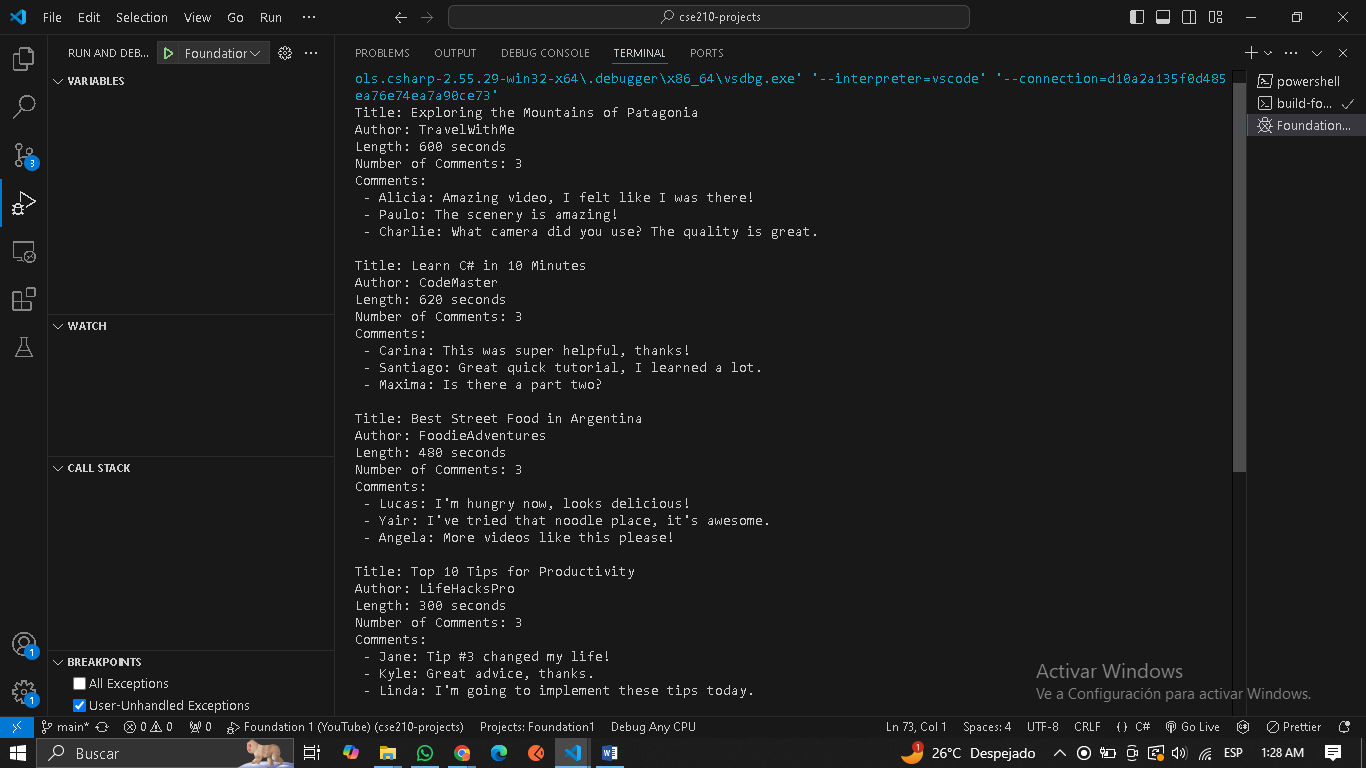 File Edit Selection View Go Run ··· cse210-projects
RUN AND DEB... Foundation ···
PROBLEMS OUTPUT DEBUG CONSOLE TERMINAL PORTS
VARIABLES
WATCH
CALL STACK
BREAKPOINTS
All Exceptions
User-Unhandled Exceptions
3
1
1
ols.csharp-2.55.29-win32-x64\.debugger\x86_64\vsdbg.exe' '--interpreter=vscode' '--connection=d10a2a135f0d485
ea76e74ea7a90ce73'
Title: Exploring the Mountains of Patagonia
Author: TravelWithMe
Length: 600 seconds
Number of Comments: 3
Comments:
- Alicia: Amazing video, I felt like I was there!
- Paulo: The scenery is amazing!
- Charlie: What camera did you use? The quality is great.
Title: Learn C# in 10 Minutes
Author: CodeMaster
Length: 620 seconds
Number of Comments: 3
Comments:
- Carina: This was super helpful, thanks!
- Santiago: Great quick tutorial, I learned a lot.
- Maxima: Is there a part two?
Title: Best Street Food in Argentina
Author: FoodieAdventures
Length: 480 seconds
Number of Comments: 3
Comments:
- Lucas: I'm hungry now, looks delicious!
- Yair: I've tried that noodle place, it's awesome.
- Angela: More videos like this please!
Title: Top 10 Tips for Productivity
Author: LifeHacksPro
Length: 300 seconds
Number of Comments: 3
Comments:
- Jane: Tip #3 changed my life!
- Kyle: Great advice, thanks.
- Linda: I'm going to implement these tips today.
powershell
build-fo...
Foundation...
Activar Windows
Ve a Configuración para activar Windows.
main* 0 0 0 Foundation 1 (YouTube) (cse210-projects) Projects: Foundation1 Debug Any CPU Ln 73, Col 1 Spaces: 4 UTF-8 CRLF {} C# Go Live Prettier
Buscar 1 26°C Despejado ESP 1:28 AM